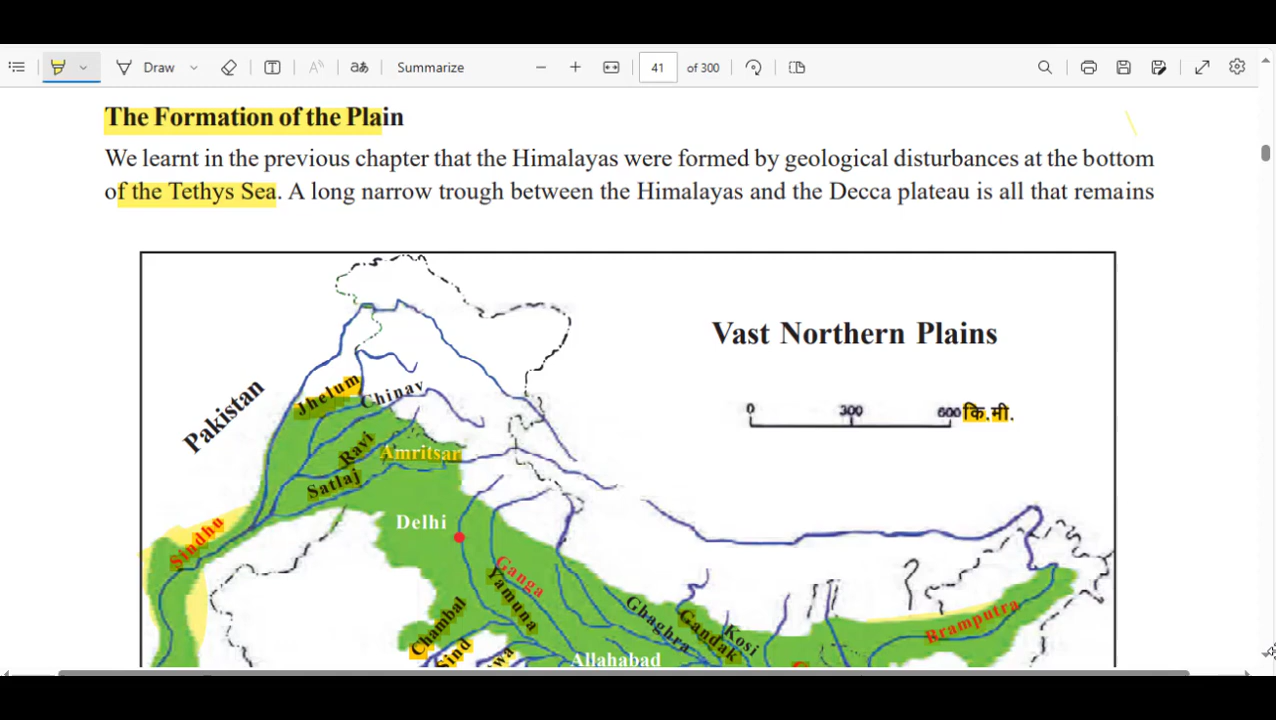 Draw
Summarize
41 of 300
The Formation of the Plain
We learnt in the previous chapter that the Himalayas were formed by geological disturbances at the bottom
of the Tethys Sea. A long narrow trough between the Himalayas and the Decca plateau is all that remains
Vast Northern Plains
0 300 600 कि.मी.
Pakistan
Jhelum
Chinav
Ravi
Amritsar
Satlaj
Sindhu
Delhi
Ganga
Yamuna
Chambal
Sind
Ghaghra
Gandak
Kosi
Bramputra
Allahabad